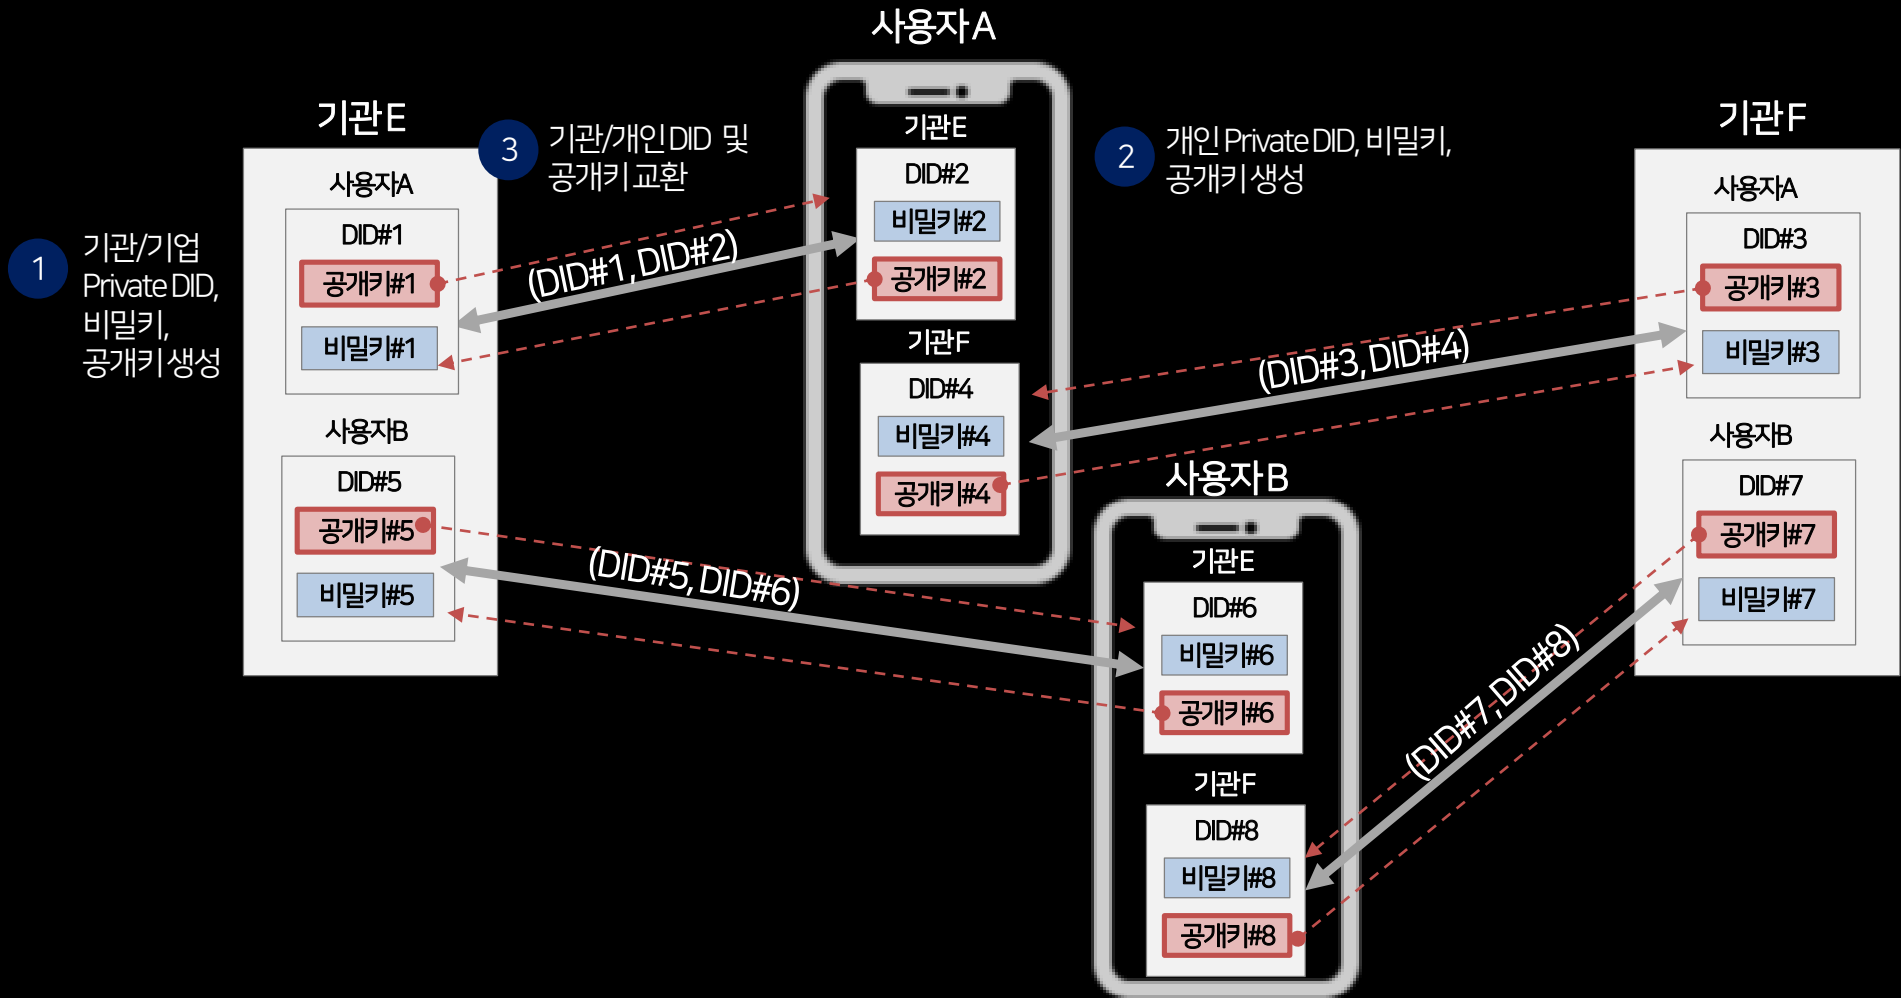 사용자 A
기관 E
3
기관/개인 DID 및
공개키 교환
2
개인 Private DID, 비밀키,
공개키 생성
기관 F
1
기관/기업
Private DID,
비밀키,
공개키 생성
사용자A
DID#1
공개키#1
비밀키#1
사용자B
DID#5
공개키#5
비밀키#5
(DID#1, DID#2)
(DID#5, DID#6)
기관E
DID#2
비밀키#2
공개키#2
기관F
DID#4
비밀키#4
공개키#4
(DID#3, DID#4)
사용자 B
기관E
DID#6
비밀키#6
공개키#6
기관F
DID#8
비밀키#8
공개키#8
(DID#7, DID#8)
사용자A
DID#3
공개키#3
비밀키#3
사용자B
DID#7
공개키#7
비밀키#7